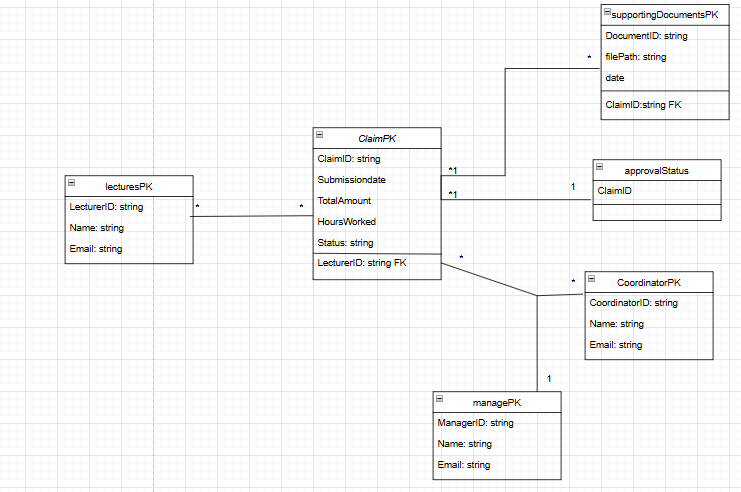 supportingDocumentsPK
DocumentID: string
filePath: string
date
ClaimID:string FK
*
ClaimPK
ClaimID: string
Submissiondate
TotalAmount
HoursWorked
Status: string
LecturerID: string FK
*1
*1
1
approvalStatus
ClaimID
lecturesPK
LecturerID: string
Name: string
Email: string
*
*
*
*
CoordinatorPK
CoordinatorID: string
Name: string
Email: string
1
managePK
ManagerID: string
Name: string
Email: string